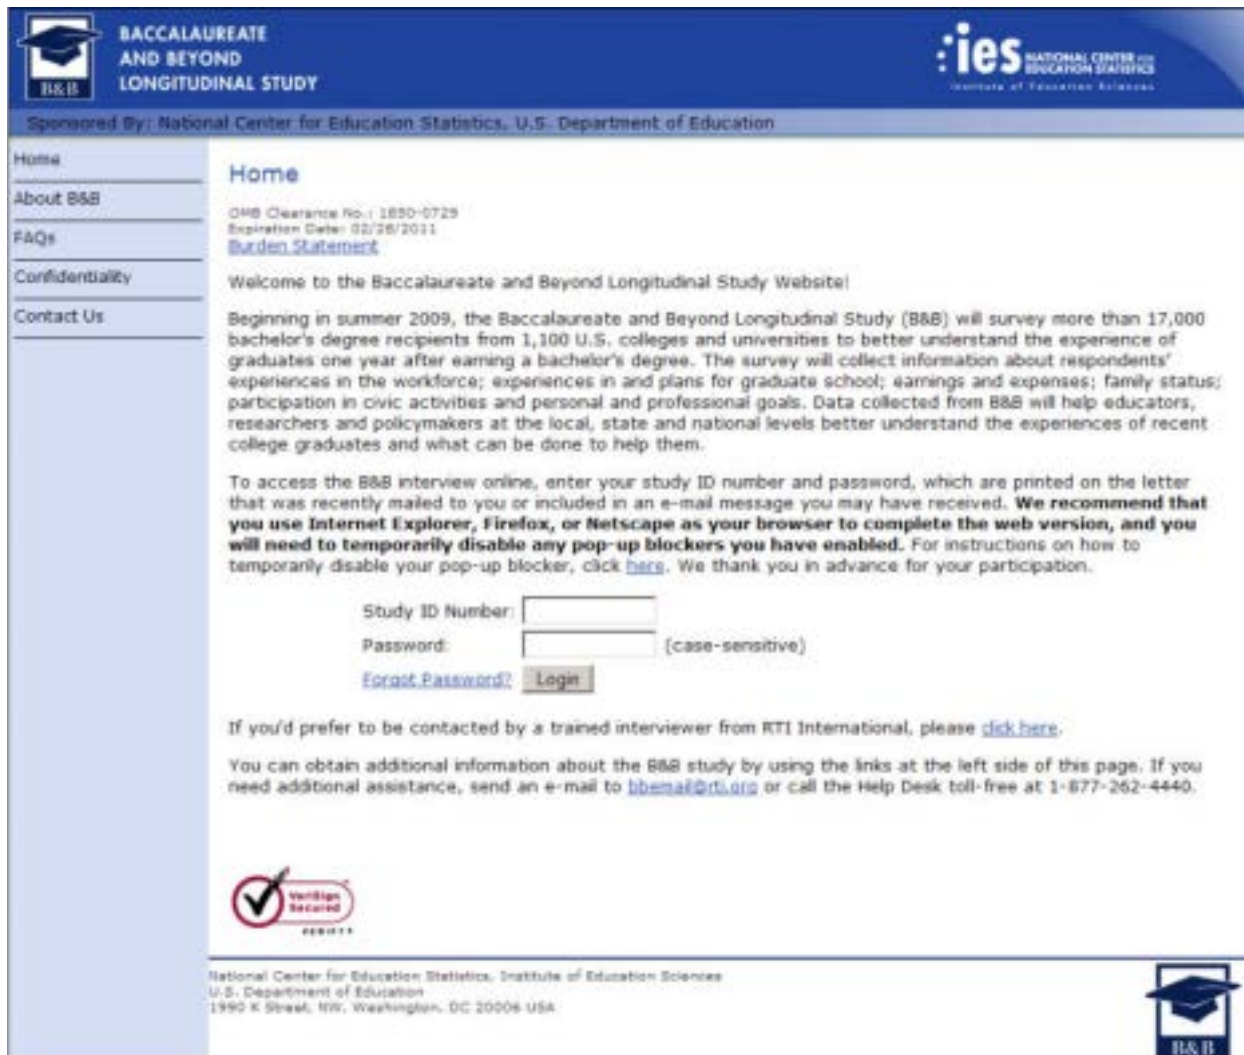 B&B
BACCALAUREATE
AND BEYOND
LONGITUDINAL STUDY
ies NATIONAL CENTER FOR
EDUCATION STATISTICS
Institute of Education Sciences
Sponsored By: National Center for Education Statistics, U.S. Department of Education
Home
About B&B
FAQs
Confidentiality
Contact Us
Home
OMB Clearance No.: 1850-0729
Expiration Date: 02/28/2011
Burden Statement
Welcome to the Baccalaureate and Beyond Longitudinal Study Website!
Beginning in summer 2009, the Baccalaureate and Beyond Longitudinal Study (B&B) will survey more than 17,000
bachelor's degree recipients from 1,100 U.S. colleges and universities to better understand the experience of
graduates one year after earning a bachelor's degree. The survey will collect information about respondents'
experiences in the workforce; experiences in and plans for graduate school; earnings and expenses; family status;
participation in civic activities and personal and professional goals. Data collected from B&B will help educators,
researchers and policymakers at the local, state and national levels better understand the experiences of recent
college graduates and what can be done to help them.
To access the B&B interview online, enter your study ID number and password, which are printed on the letter
that was recently mailed to you or included in an e-mail message you may have received. We recommend that
you use Internet Explorer, Firefox, or Netscape as your browser to complete the web version, and you
will need to temporarily disable any pop-up blockers you have enabled. For instructions on how to
temporarily disable your pop-up blocker, click here. We thank you in advance for your participation.
Study ID Number:
Password: (case-sensitive)
Forgot Password? Login
If you'd prefer to be contacted by a trained interviewer from RTI International, please click here.
You can obtain additional information about the B&B study by using the links at the left side of this page. If you
need additional assistance, send an e-mail to bbemail@rti.org or call the Help Desk toll-free at 1-877-262-4440.
VeriSign
Secured
VERIFY
National Center for Education Statistics, Institute of Education Sciences
U.S. Department of Education
1990 K Street, NW, Washington, DC 20006 USA
B&B